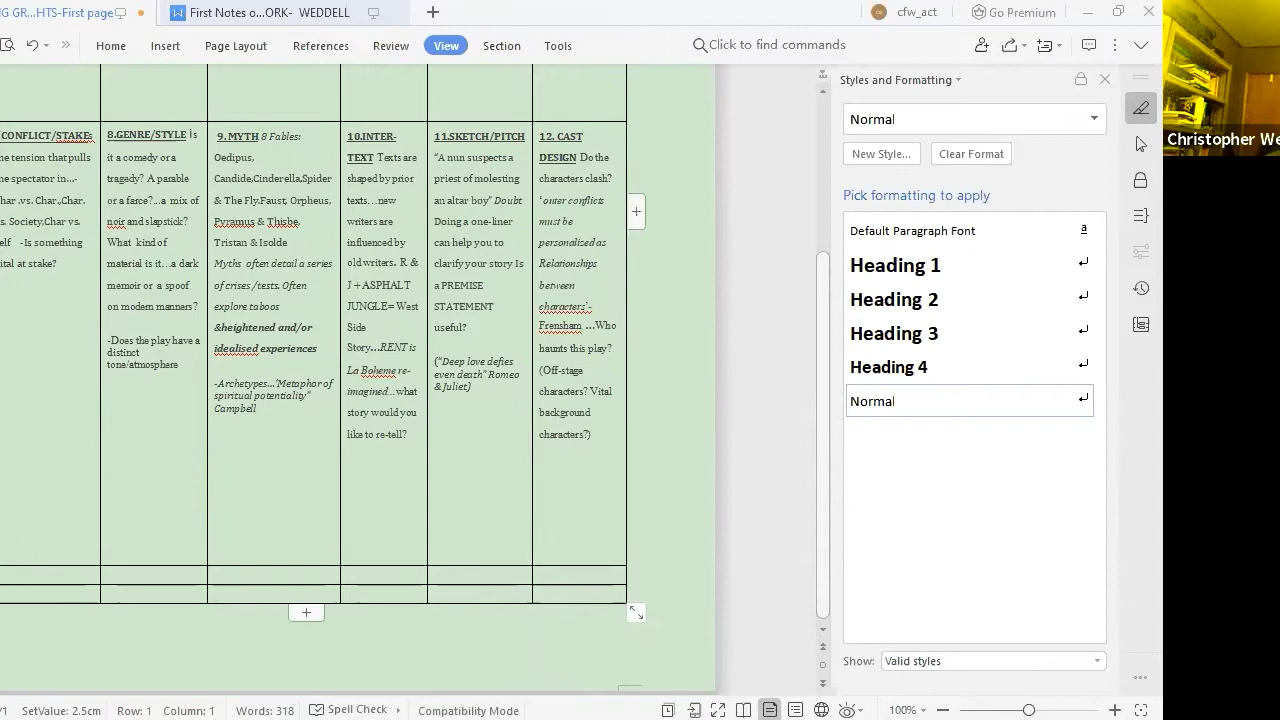 NG GR...HTS-First page
First Notes o...ORK- WEDDELL
cfw_act
Go Premium
Home
Insert
Page Layout
References
Review
View
Section
Tools
Click to find commands
CONFLICT/STAKES
tension that pulls
spectator in...-
Char .vs. Char.,Char.
vs. Society,Char vs.
self -Is something
vital at stake?
8.GENRE/STYLE is
it a comedy or a
tragedy? A parable
or a farce?...a mix of
noir and slapstick?
What kind of
material is it...a dark
memoir or a spoof
on modern manners?
-Does the play have a
distinct
tone/atmosphere
9. MYTH 8 Fables:
Oedipus,
Candide,Cinderella,Spider
& The Fly.Faust, Orpheus,
Pyramus & Thisbe,
Tristan & Isolde
Myths often detail a series
of crises /tests. Often
explore taboos
&heightened and/or
idealised experiences
-Archetypes...'Metaphor of
spiritual potentiality"
Campbell
10.INTER-
TEXT Texts are
shaped by prior
texts...new
writers are
influenced by
old writers. R &
J + ASPHALT
JUNGLE= West
Side
Story...RENT is
La Boheme re-
imagined...what
story would you
like to re-tell?
11.SKETCH/PITCH
"A nun suspects a
priest of molesting
an altar boy" Doubt
Doing a one-liner
can help you to
clarify your story Is
a PREMISE
STATEMENT
useful?
("Deep love defies
even death" Romeo
& Juliet)
12. CAST
DESIGN Do the
characters clash?
'outer conflicts
must be
personalized as
Relationships
between
characters'-
Frensham ...Who
haunts this play?
(Off-stage
characters? Vital
background
characters?)
Styles and Formatting
Normal
New Style...
Clear Format
Pick formatting to apply
Default Paragraph Font
a
Heading 1
Heading 2
Heading 3
Heading 4
Normal
Show:
Valid styles
Christopher We
/1
SetValue: 2.5cm
Row: 1
Column: 1
Words: 318
Spell Check
Compatibility Mode
100%